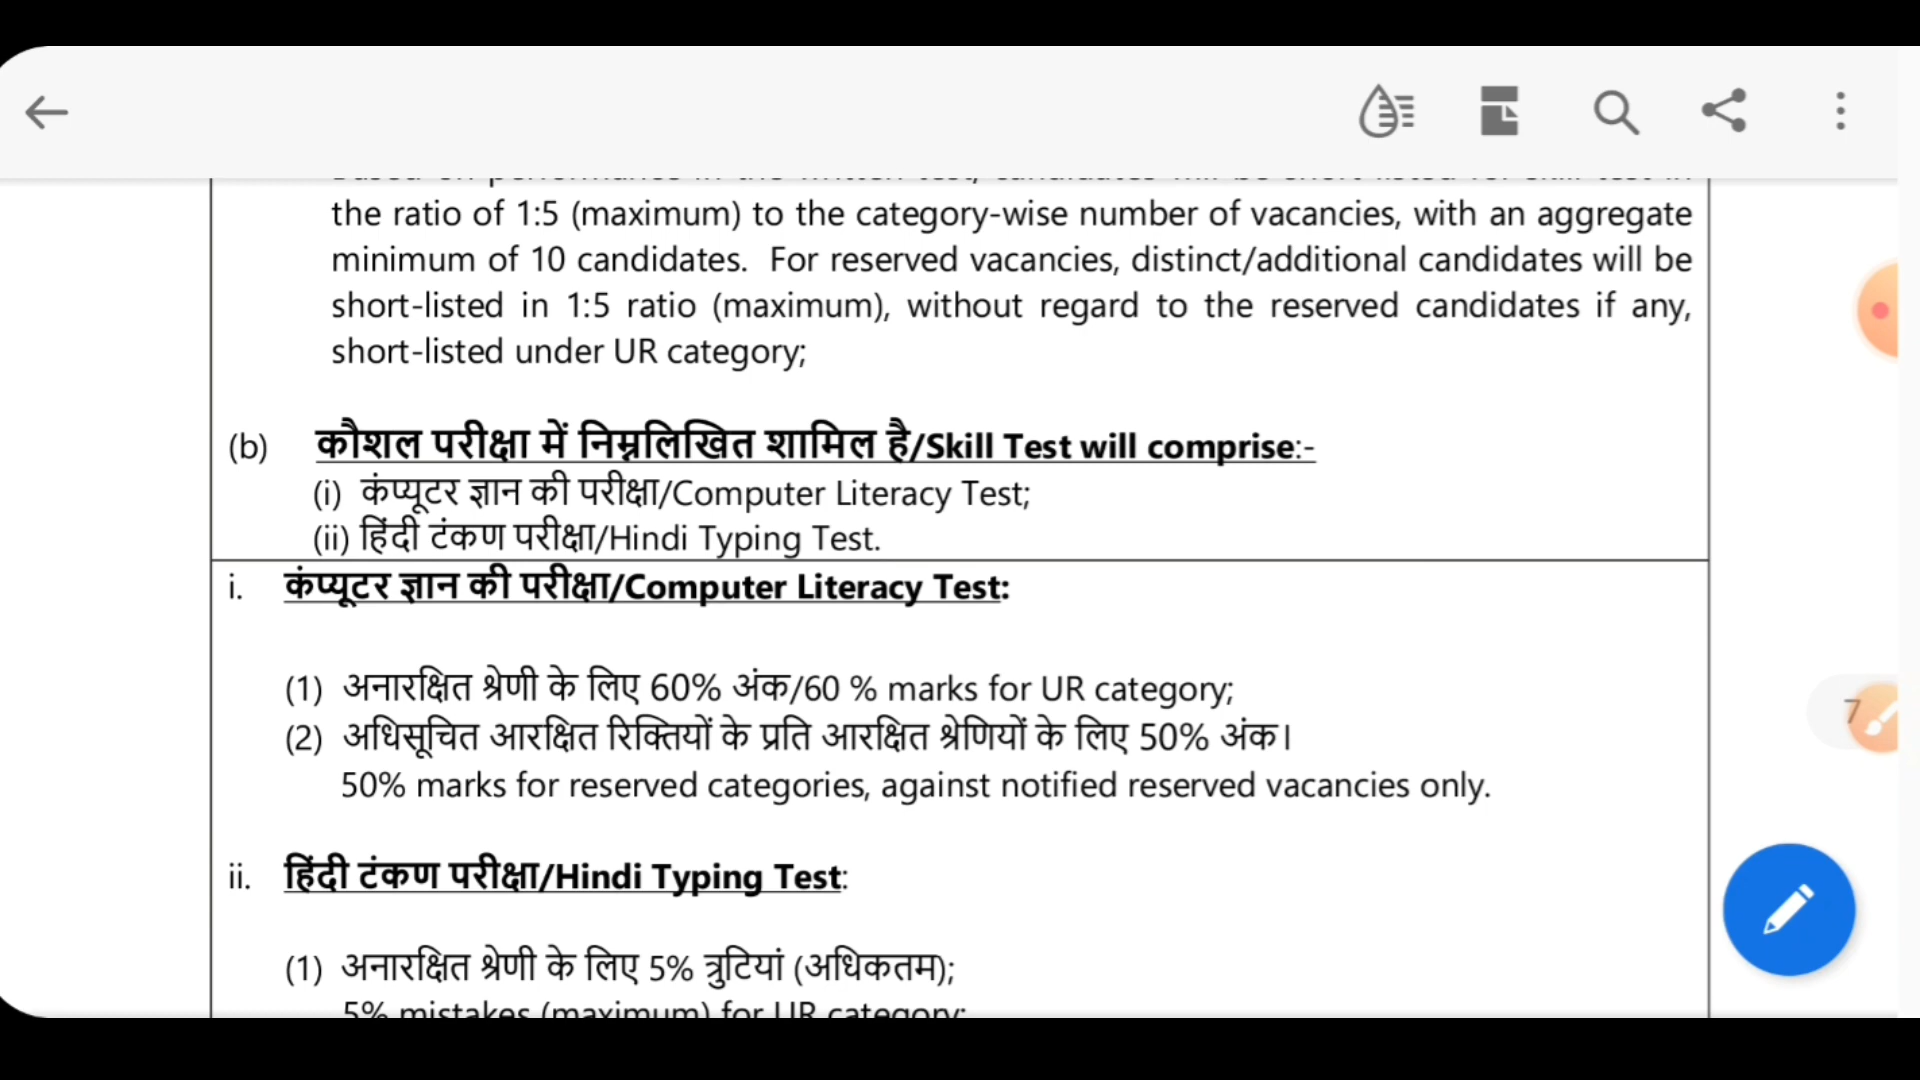 the ratio of 1:5 (maximum) to the category-wise number of vacancies, with an aggregate
minimum of 10 candidates. For reserved vacancies, distinct/additional candidates will be
short-listed in 1:5 ratio (maximum), without regard to the reserved candidates if any,
short-listed under UR category;
(b) कौशल परीक्षा में निम्नलिखित शामिल है/Skill Test will comprise:-
(i) कंप्यूटर ज्ञान की परीक्षा/Computer Literacy Test;
(ii) हिंदी टंकण परीक्षा/Hindi Typing Test.
i. कंप्यूटर ज्ञान की परीक्षा/Computer Literacy Test:
(1) अनारक्षित श्रेणी के लिए 60% अंक/60 % marks for UR category;
(2) अधिसूचित आरक्षित रिक्तियों के प्रति आरक्षित श्रेणियों के लिए 50% अंक।
50% marks for reserved categories, against notified reserved vacancies only.
7
ii. हिंदी टंकण परीक्षा/Hindi Typing Test:
(1) अनारक्षित श्रेणी के लिए 5% त्रुटियां (अधिकतम);
5% mistakes (maximum) for UR category;